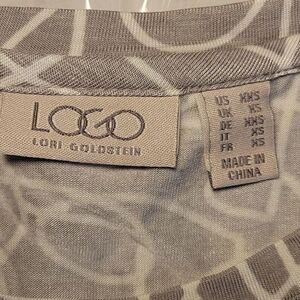 LOGO
LORI GOLDSTEIN
US XXS
UK XS
DE XXS
IT XS
FR XS
MADE IN
CHINA